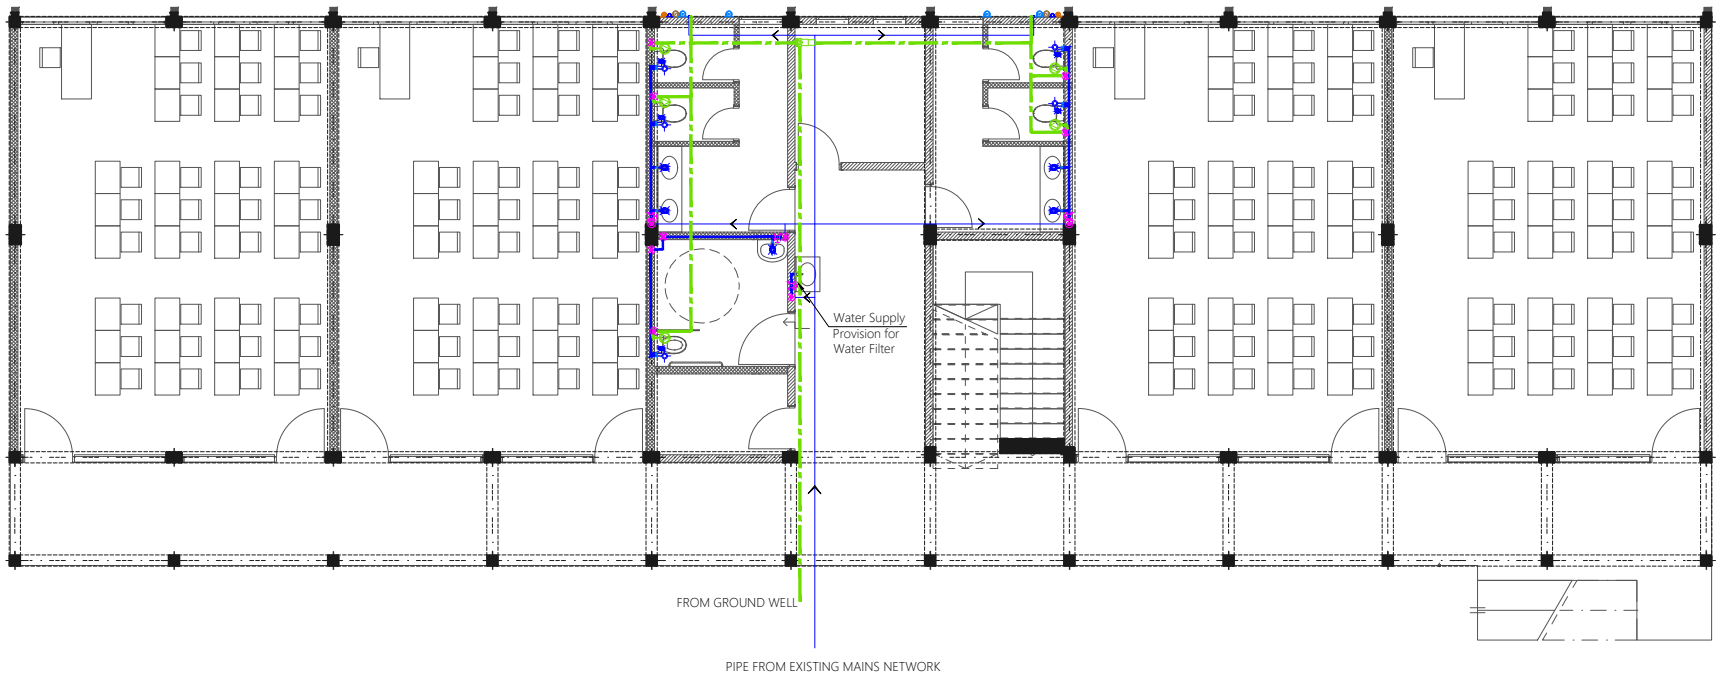 Water Supply
Provision for
Water Filter
FROM GROUND WELL
PIPE FROM EXISTING MAINS NETWORK